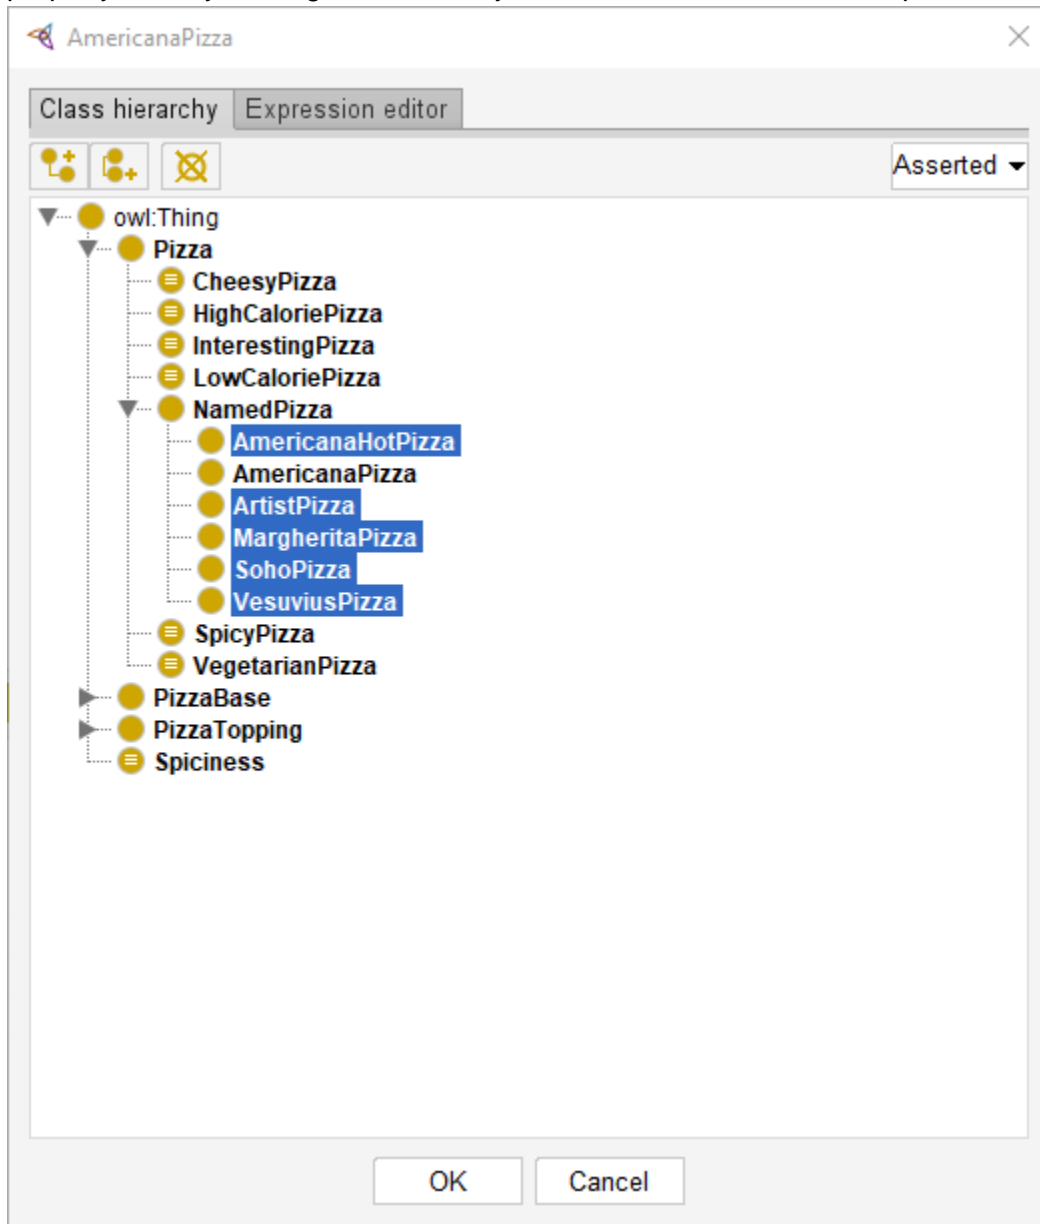 AmericanaPizza
Class hierarchy Expression editor
Asserted
owl:Thing
Pizza
CheesyPizza
HighCaloriePizza
InterestingPizza
LowCaloriePizza
NamedPizza
AmericanaHotPizza
AmericanaPizza
ArtistPizza
MargheritaPizza
SohoPizza
VesuviusPizza
SpicyPizza
VegetarianPizza
PizzaBase
PizzaTopping
Spiciness
OK Cancel